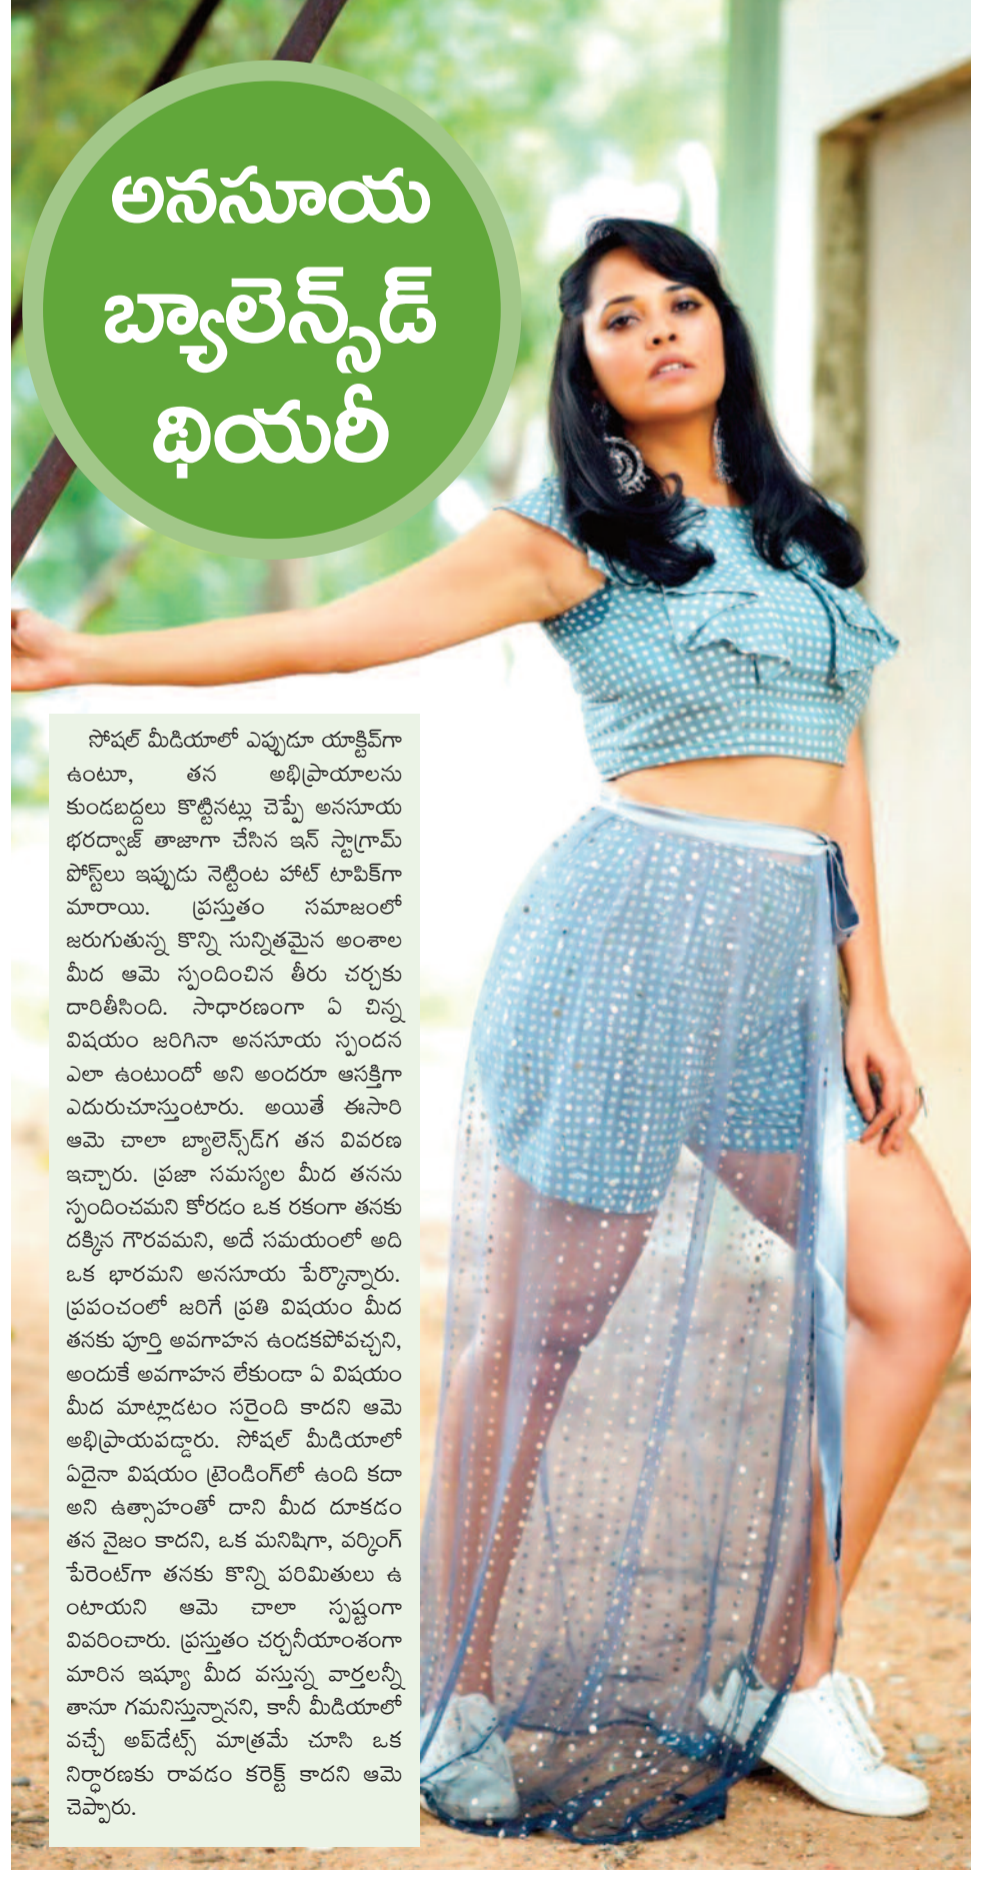 అనసూయ
బ్యాలెన్స్‌డ్
థియరీ
సోషల్ మీడియాలో ఎప్పుడూ యాక్టివ్‌గా
ఉంటూ, తన అభిప్రాయాలను
కుండబద్దలు కొట్టినట్లు చెప్పే అనసూయ
భరద్వాజ్ తాజాగా చేసిన ఇన్ స్టాగ్రామ్
పోస్ట్‌లు ఇప్పుడు నెట్టింట హాట్ టాపిక్‌గా
మారాయి. ప్రస్తుతం సమాజంలో
జరుగుతున్న కొన్ని సున్నితమైన అంశాల
మీద ఆమె స్పందించిన తీరు చర్చకు
దారితీసింది. సాధారణంగా ఏ చిన్న
విషయం జరిగినా అనసూయ స్పందన
ఎలా ఉంటుందో అని అందరూ ఆసక్తిగా
ఎదురుచూస్తుంటారు. అయితే ఈసారి
ఆమె చాలా బ్యాలెన్స్‌డ్‌గ తన వివరణ
ఇచ్చారు. ప్రజా సమస్యల మీద తనను
స్పందించమని కోరడం ఒక రకంగా తనకు
దక్కిన గౌరవమని, అదే సమయంలో అది
ఒక భారమని అనసూయ పేర్కొన్నారు.
ప్రపంచంలో జరిగే ప్రతి విషయం మీద
తనకు పూర్తి అవగాహన ఉండకపోవచ్చని,
అందుకే అవగాహన లేకుండా ఏ విషయం
మీద మాట్లాడటం సరైంది కాదని ఆమె
అభిప్రాయపడ్డారు. సోషల్ మీడియాలో
ఏదైనా విషయం ట్రెండింగ్‌లో ఉంది కదా
అని ఉత్సాహంతో దాని మీద దూకడం
తన నైజం కాదని, ఒక మనిషిగా, వర్కింగ్
పేరెంట్‌గా తనకు కొన్ని పరిమితులు ఉ
ంటాయని ఆమె చాలా స్పష్టంగా
వివరించారు. ప్రస్తుతం చర్చనీయాంశంగా
మారిన ఇష్యూ మీద వస్తున్న వార్తలన్నీ
తానూ గమనిస్తున్నానని, కానీ మీడియాలో
వచ్చే అప్‌డేట్స్ మాత్రమే చూసి ఒక
నిర్ధారణకు రావడం కరెక్ట్ కాదని ఆమె
చెప్పారు.